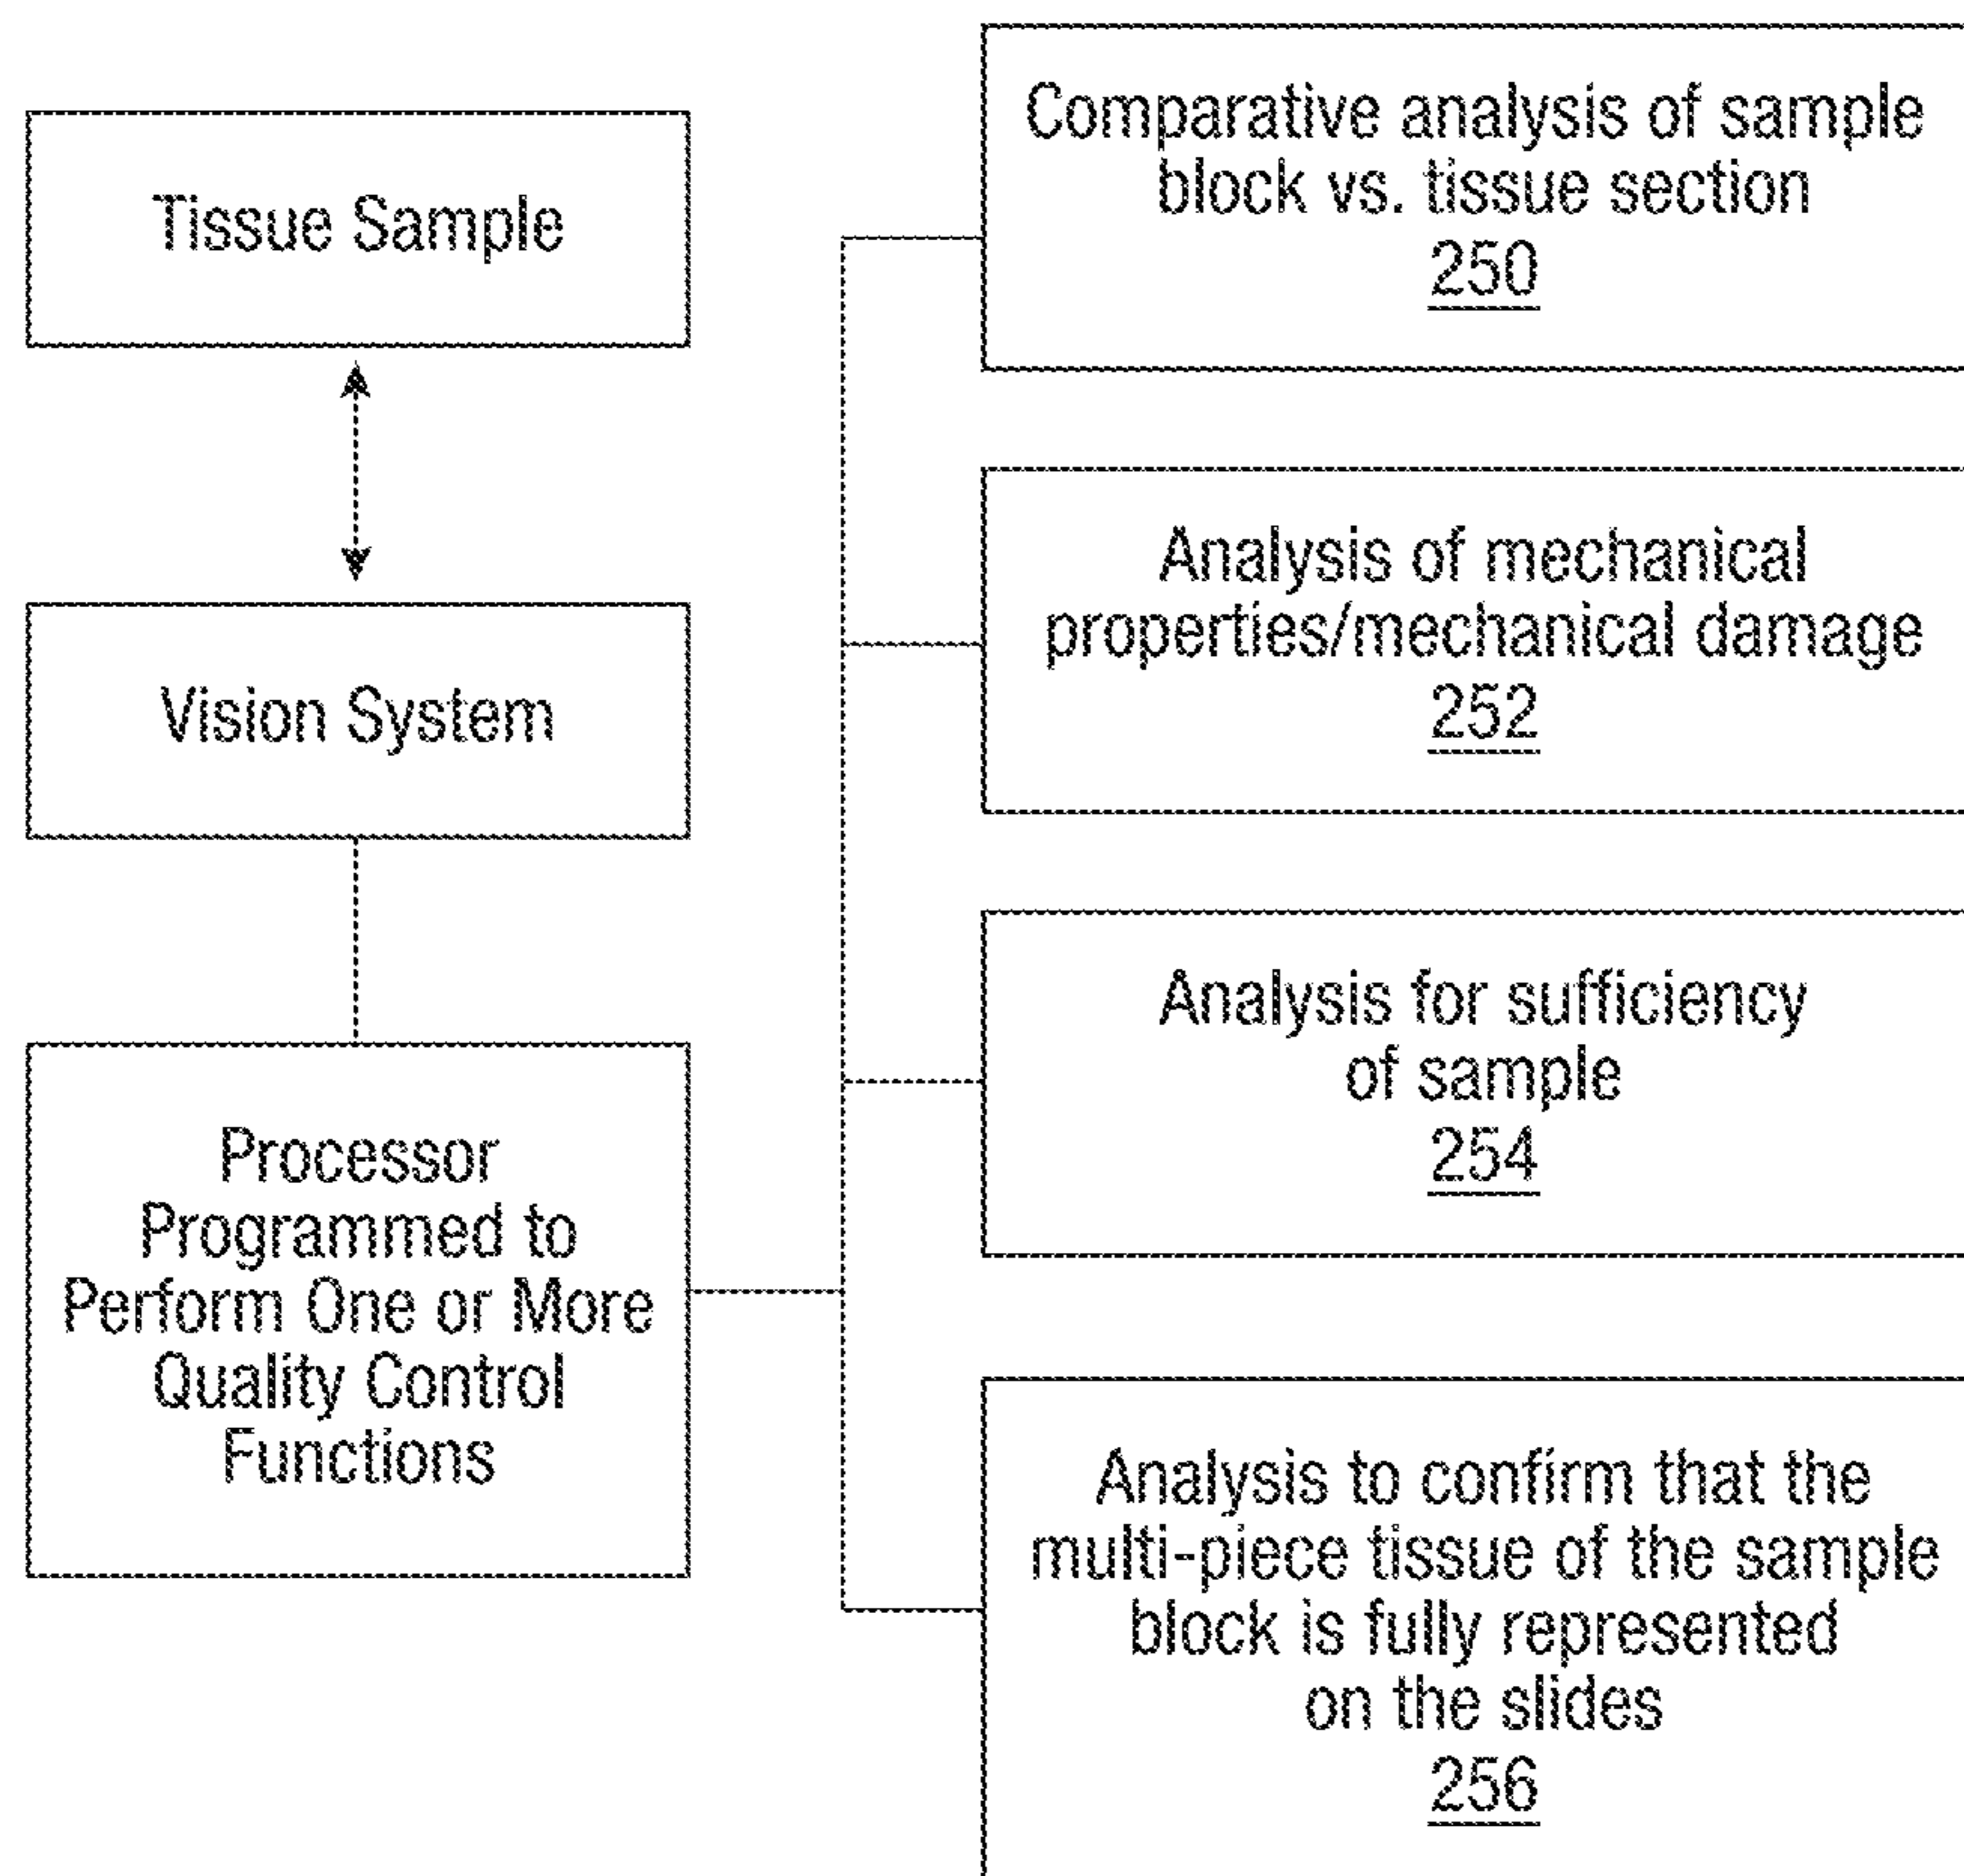 Tissue Sample
Vision System
Processor
Programmed to
Perform One or More
Quality Control
Functions
Comparative analysis of sample
block vs. tissue section
250
Analysis of mechanical
properties/mechanical damage
252
Analysis for sufficiency
of sample
254
Analysis to confirm that the
multi-piece tissue of the sample
block is fully represented
on the slides
256